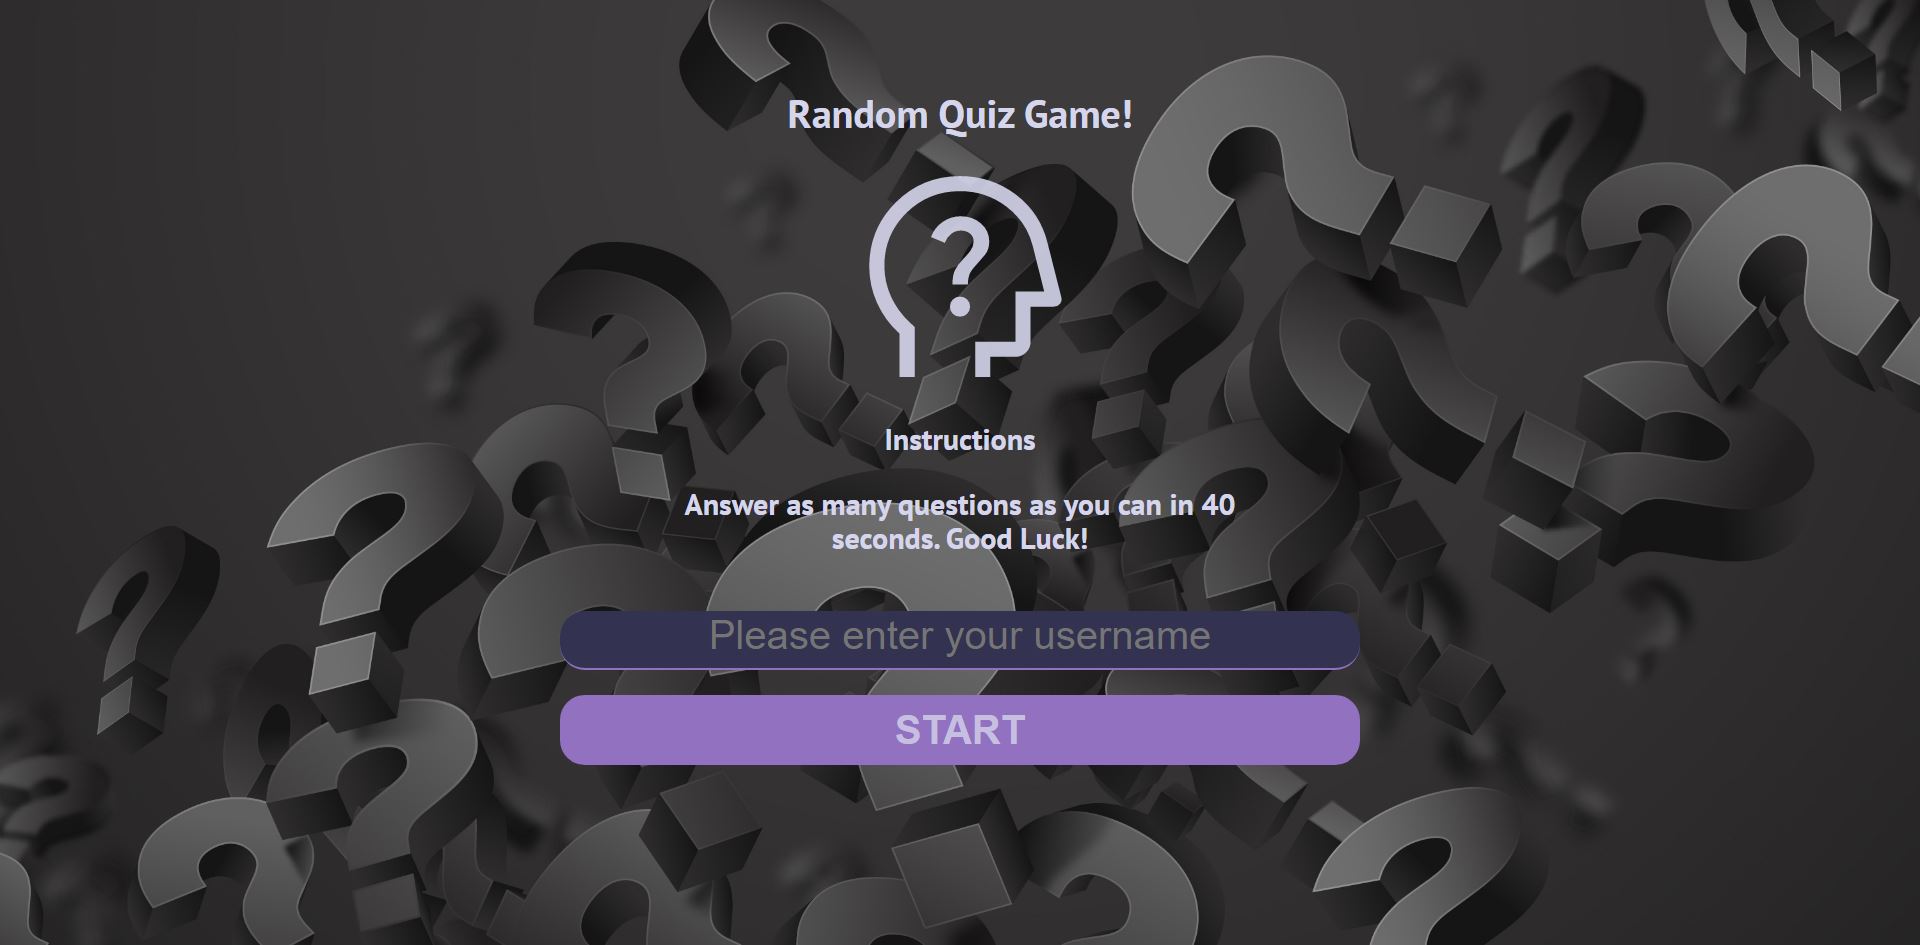 Random Quiz Game!
?
Instructions
Answer as many questions as you can in 40
seconds. Good Luck!
Please enter your username
START